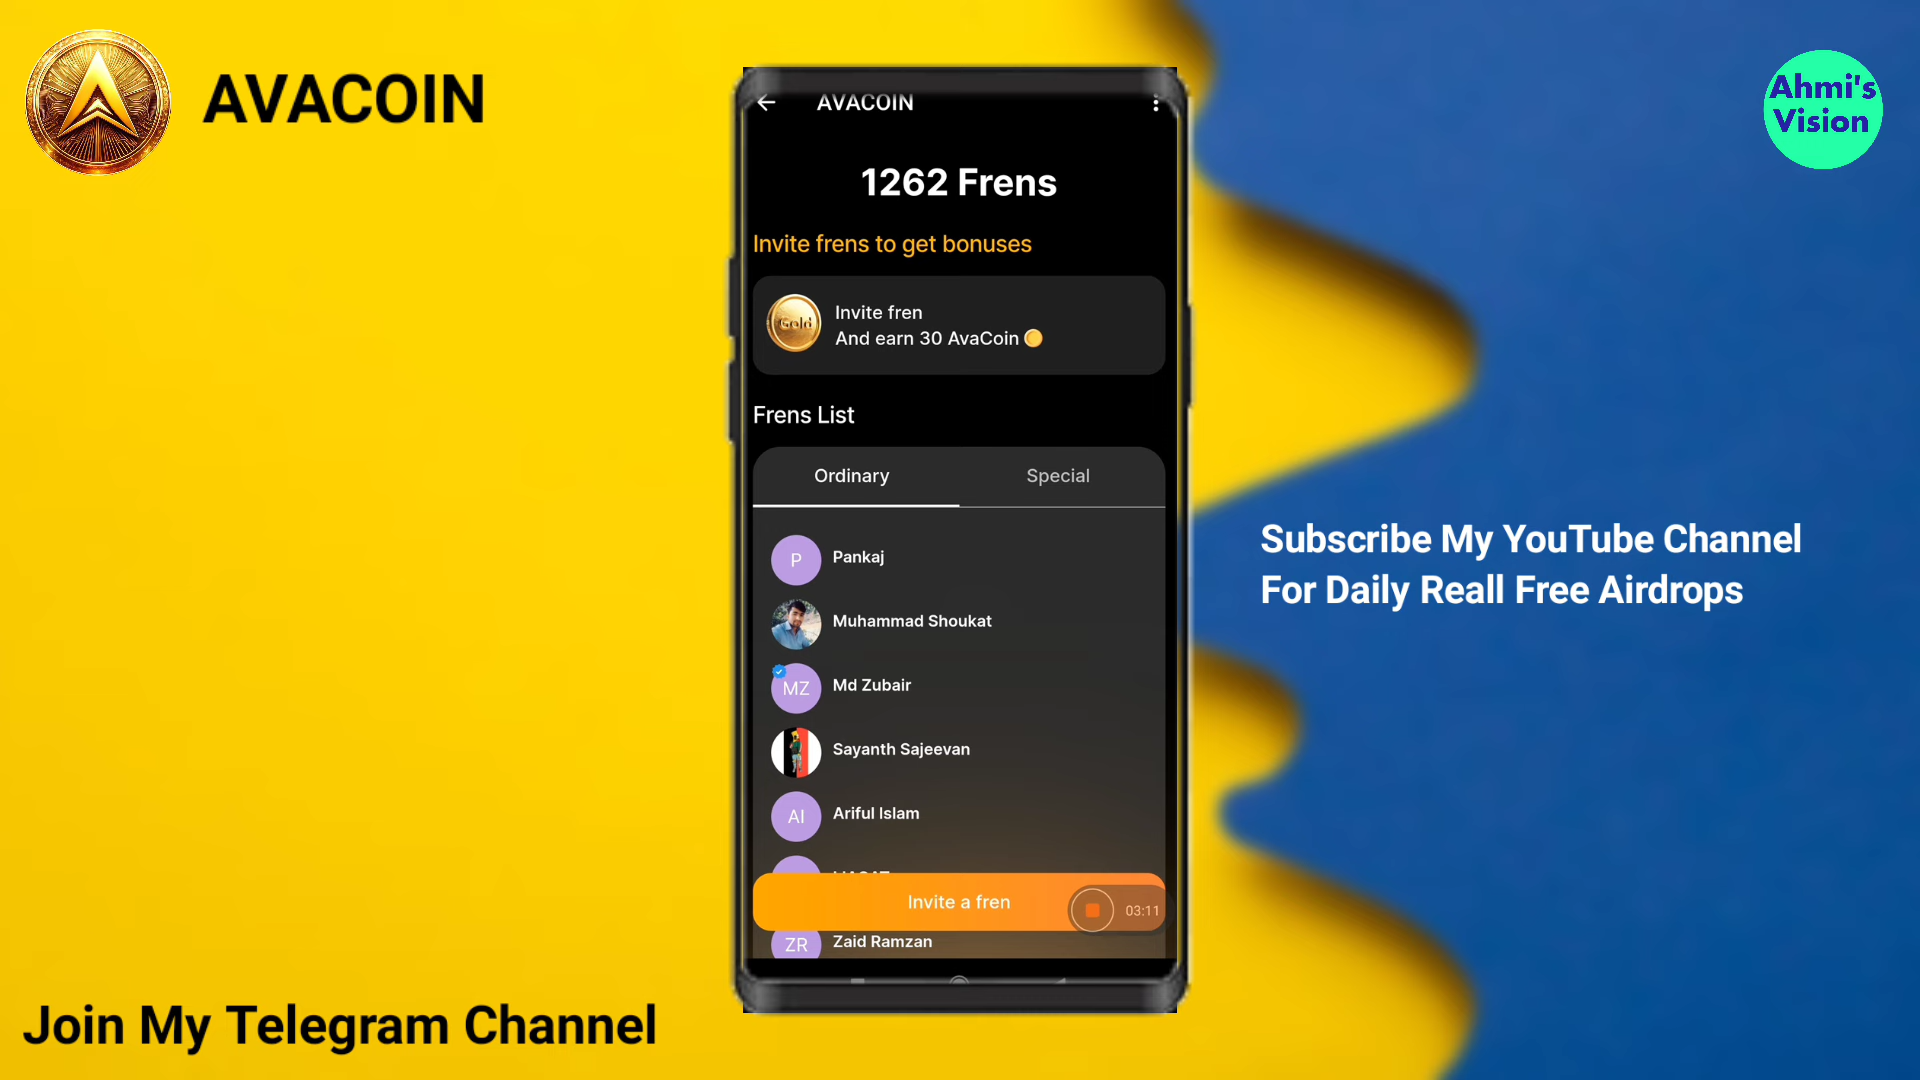 AVACOIN
Ahmi's
Vision
AVACOIN
1262 Frens
Invite frens to get bonuses
Gold
Invite fren
And earn 30 AvaCoin
Frens List
Ordinary
Special
P
Pankaj
Muhammad Shoukat
MZ
Md Zubair
Sayanth Sajeevan
AI
Ariful Islam
Invite a fren
03:11
ZR
Zaid Ramzan
Subscribe My YouTube Channel
For Daily Reall Free Airdrops
Join My Telegram Channel